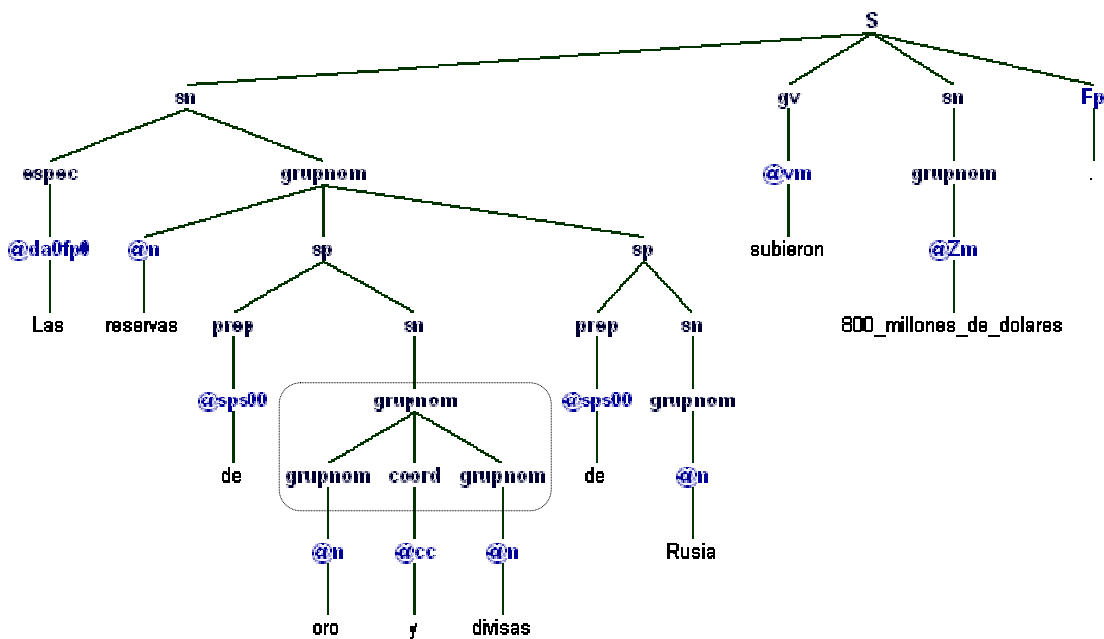 S
sn gv sn Fp
espec grupnom @vm grupnom .
@da0fp0 @n sp sp subieron @Zm
Las reservas prep sn prep sn 800_millones_de_dolares
@sps00 grupnom @sps00 grupnom
de grupnom coord grupnom de @n
@n @cc @n Rusia
oro y divisas